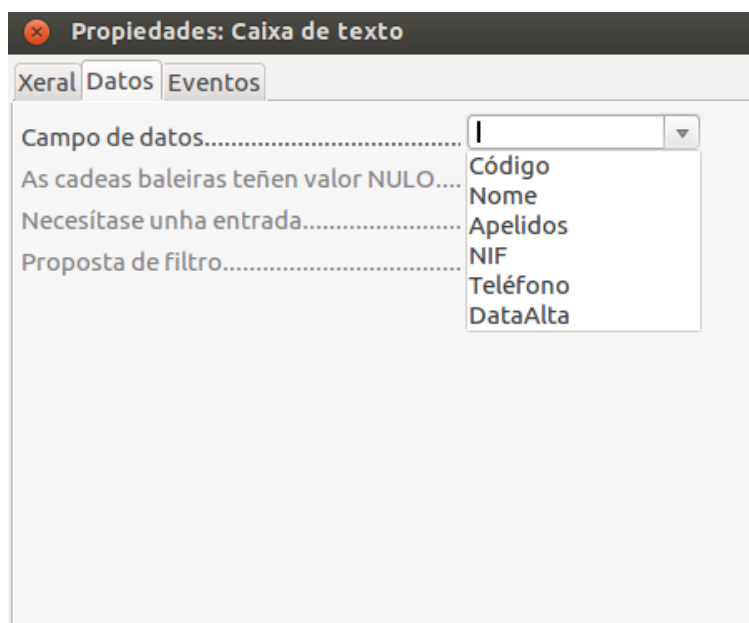 Propiedades: Caixa de texto
Xeral Datos Eventos
Campo de datos........................................
As cadeas baleiras teñen valor NULO....
Necesítase unha entrada.........................
Proposta de filtro.....................................
Código
Nome
Apelidos
NIF
Teléfono
DataAlta